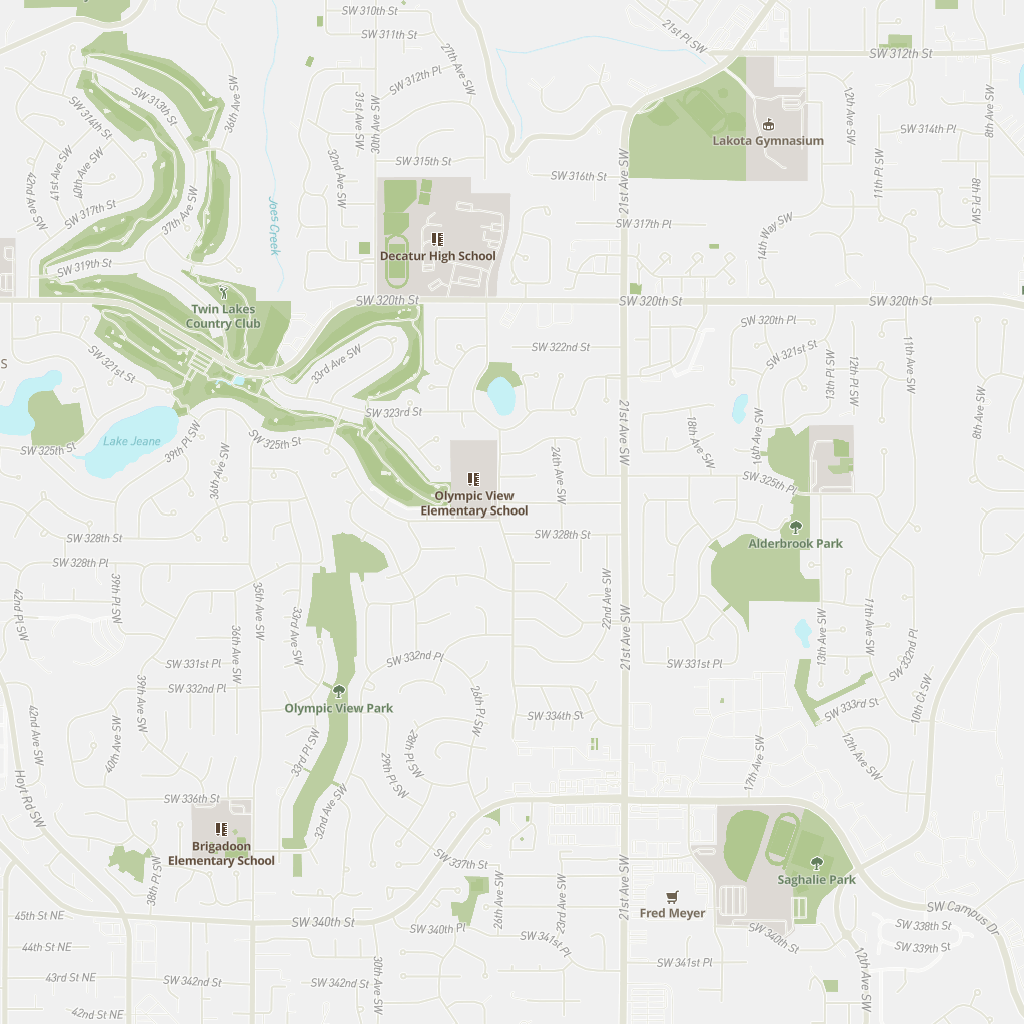 SW 310th St
SW 311th St
27th Ave SW
21st Pl SW
SW 312th St
SW 312th Pl
SW 313th St
SW 314th St
36th Ave SW
31st Ave SW
30th Ave SW
12th Ave SW
8th Ave SW
Lakota Gymnasium
SW 314th Pl
41st Ave SW
40th Ave SW
42nd Ave SW
32nd Ave SW
SW 315th St
SW 316th St
21st Ave SW
11th Pl SW
8th Pl SW
SW 317th St
37th Ave SW
Joes Creek
SW 317th Pl
14th Way SW
Decatur High School
SW 319th St
SW 320th St
SW 320th St
SW 320th St
Twin Lakes
Country Club
SW 320th Pl
SW 321st St
33rd Ave SW
SW 322nd St
SW 321st St
13th Pl SW
12th Pl SW
11th Ave SW
8th Ave SW
s
SW 323rd St
Lake Jeane
SW 325th St
39th Pl SW
SW 325th St
36th Ave SW
21st Ave SW
18th Ave SW
16th Ave SW
24th Ave SW
SW 325th Pl
Olympic View
Elementary School
SW 328th St
SW 328th St
Alderbrook Park
SW 328th Pl
42nd Pl SW
39th Pl SW
35th Ave SW
36th Ave SW
33rd Ave SW
22nd Ave SW
21st Ave SW
13th Ave SW
11th Ave SW
SW 332nd Pl
SW 331st Pl
SW 332nd Pl
SW 331st Pl
SW 332nd Pl
39th Ave SW
26th Pl SW
10th Ct SW
Olympic View Park
SW 334th St
SW 333rd St
42nd Ave SW
40th Ave SW
33rd Pl SW
28th Pl SW
29th Pl SW
17th Ave SW
12th Ave SW
Hoyt Rd SW
SW 336th St
32nd Ave SW
Brigadoon
Elementary School
38th Pl SW
SW 337th St
Saghalie Park
21st Ave SW
26th Ave SW
23rd Ave SW
Fred Meyer
SW Campus Dr
45th St NE
SW 340th St
SW 340th Pl
SW 341st Pl
SW 340th St
SW 338th St
SW 339th St
44th St NE
43rd St NE
42nd St NE
SW 342nd St
SW 342nd St
30th Ave SW
SW 341st Pl
12th Ave SW